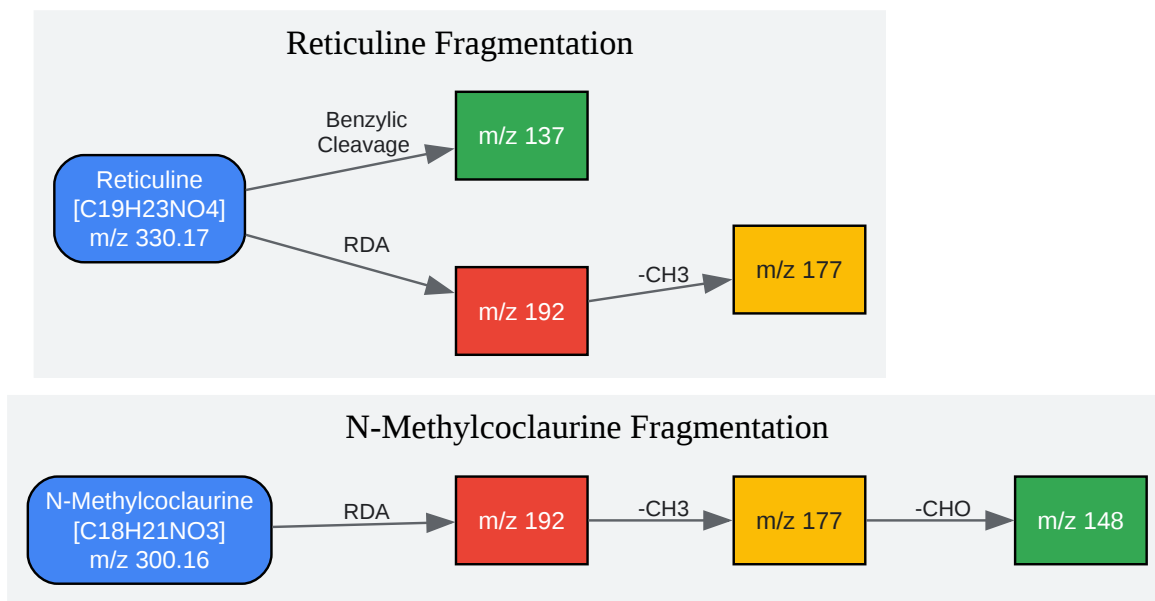 Reticuline Fragmentation
Benzylic
Cleavage
m/z 137
Reticuline
[C19H23NO4]
m/z 330.17
RDA
m/z 192
-CH3
m/z 177
N-Methylcoclaurine Fragmentation
N-Methylcoclaurine
[C18H21NO3]
m/z 300.16
RDA
m/z 192
-CH3
m/z 177
-CHO
m/z 148